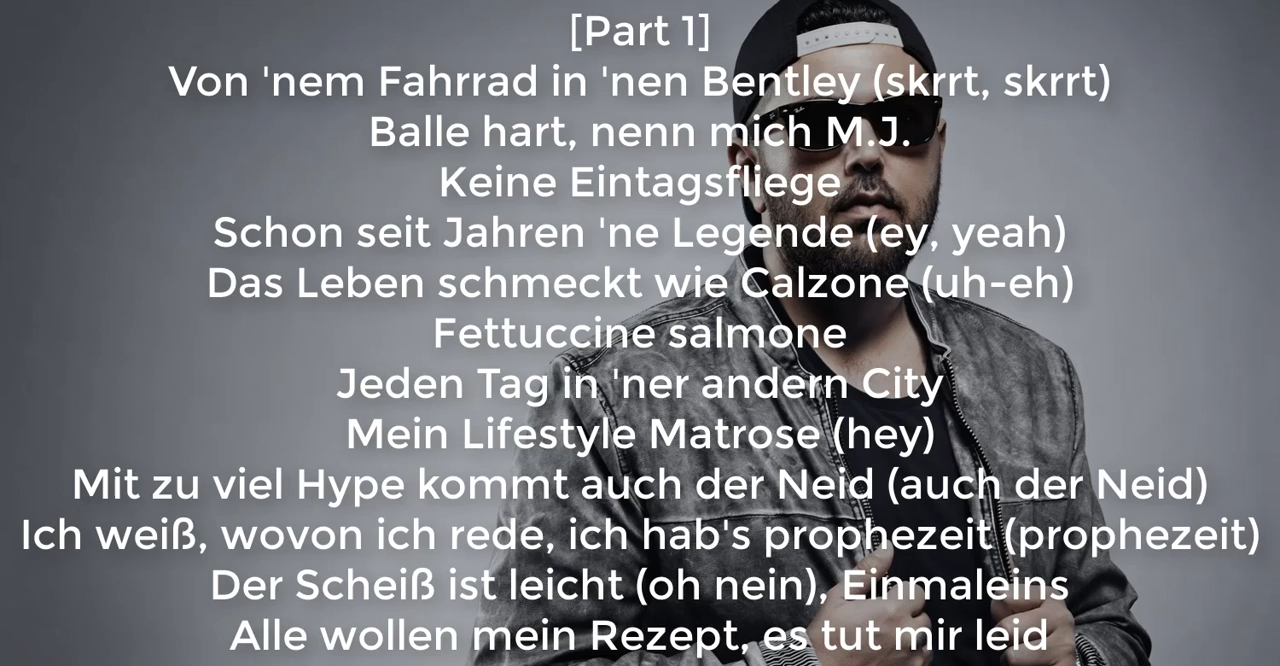 [Part 1]
Von 'nem Fahrrad in 'nen Bentley (skrrt, skrrt)
Balle hart, nenn mich M.J.
Keine Eintagsfliege
Schon seit Jahren 'ne Legende (ey, yeah)
Das Leben schmeckt wie Calzone (uh-eh)
Fettuccine salmone
Jeden Tag in 'ner andern City
Mein Lifestyle Matrose (hey)
Mit zu viel Hype kommt auch der Neid (auch der Neid)
Ich weiß, wovon ich rede, ich hab's prophezeit (prophezeit)
Der Scheiß ist leicht (oh nein), Einmaleins
Alle wollen mein Rezept, es tut mir leid